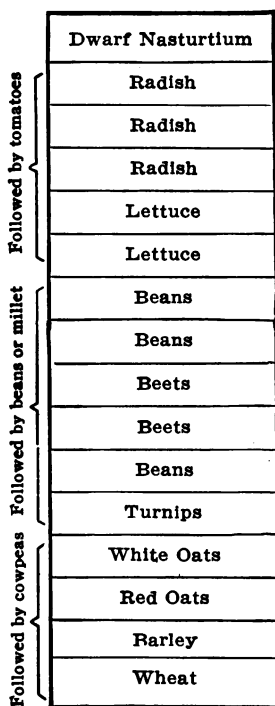 Dwarf Nasturtium
Followed by tomatoes
Radish
Radish
Radish
Lettuce
Lettuce
Followed by beans or millet
Beans
Beans
Beets
Beets
Beans
Turnips
Followed by cowpeas
White Oats
Red Oats
Barley
Wheat